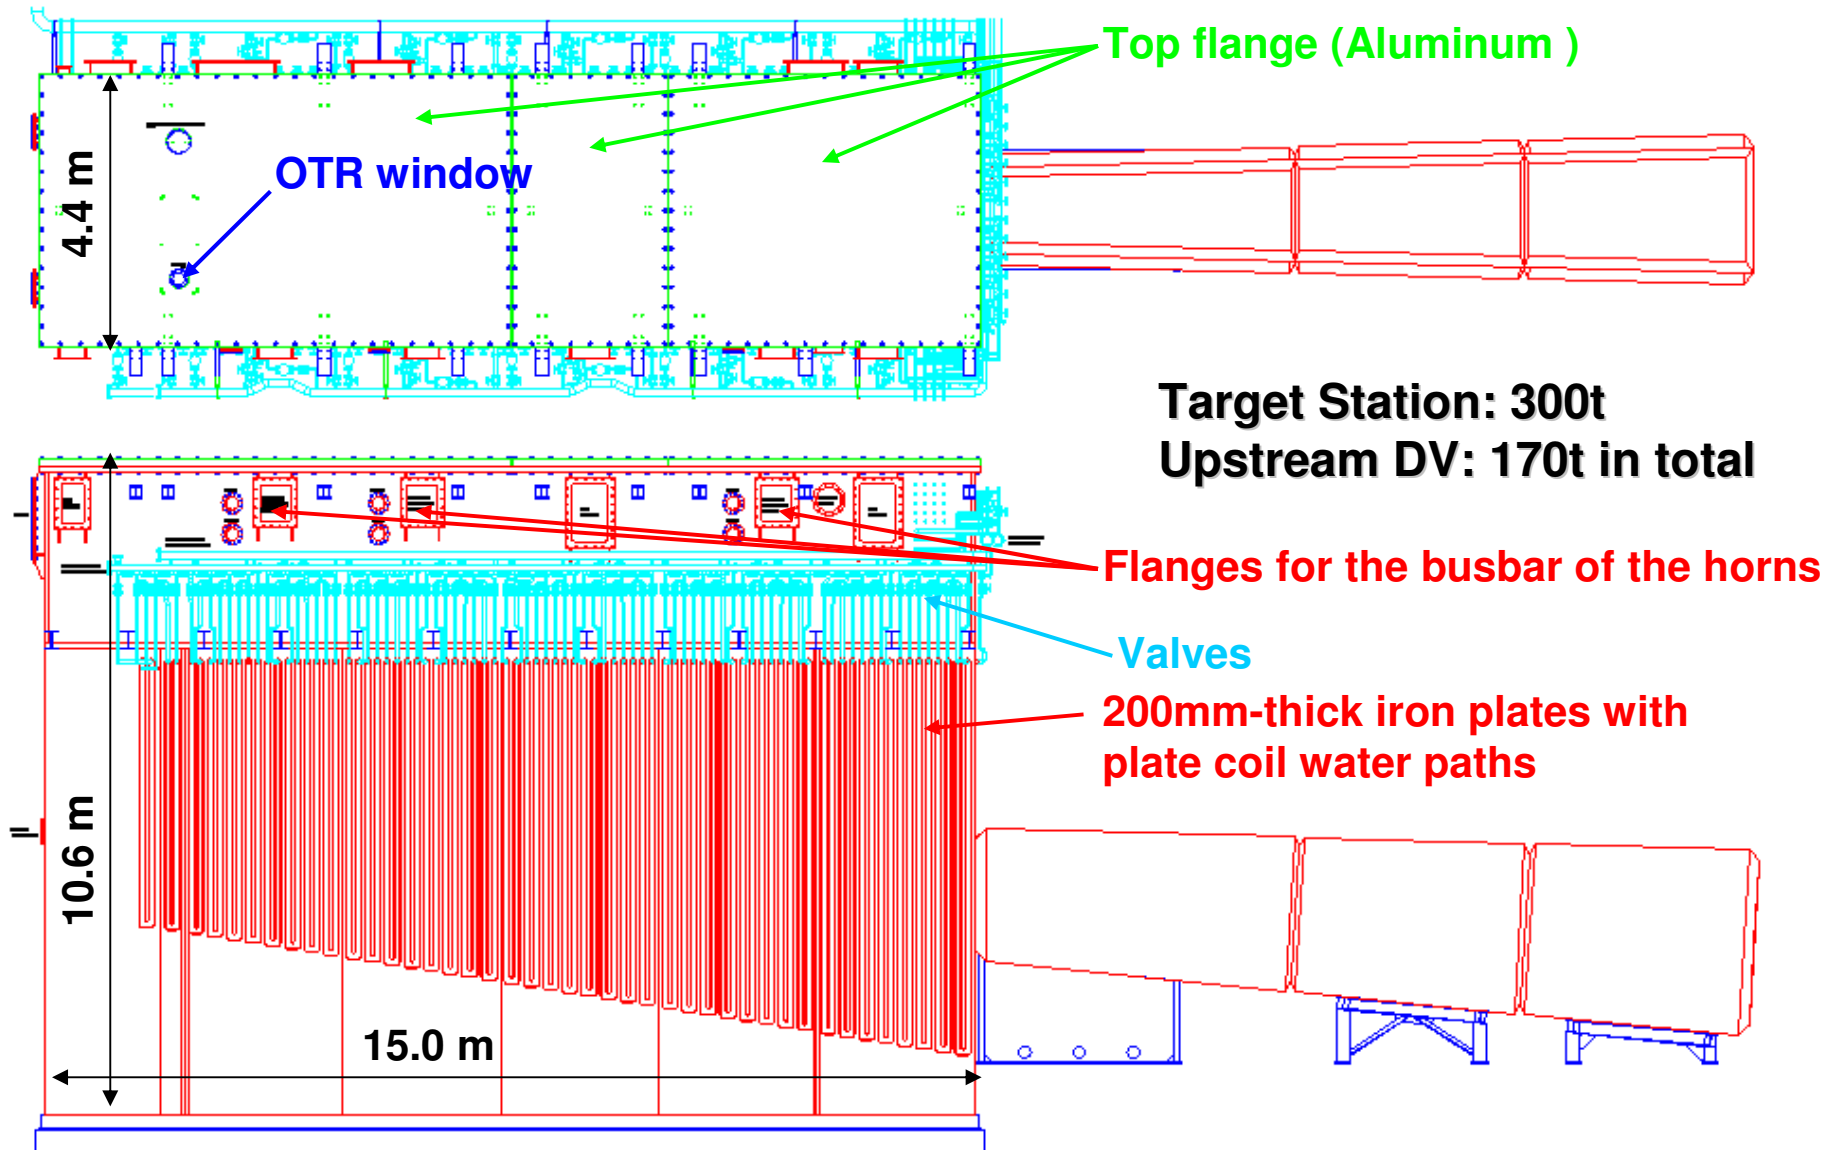 Top flange (Aluminum )
OTR window
4.4 m
Target Station: 300t
Upstream DV: 170t in total
Flanges for the busbar of the horns
Valves
200mm-thick iron plates with
plate coil water paths
10.6 m
15.0 m